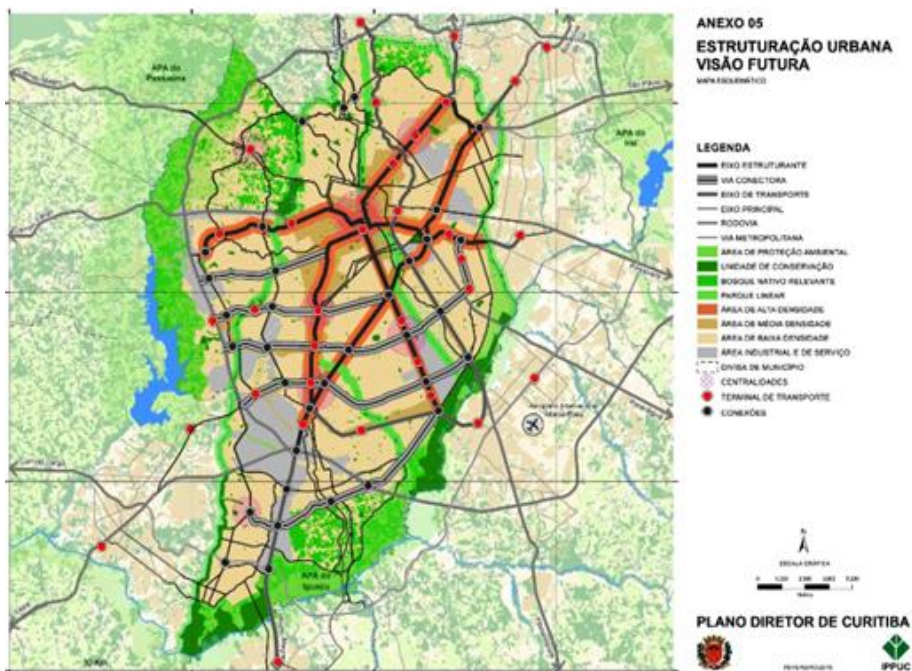 ANEXO 05
ESTRUTURAÇÃO URBANA
VISÃO FUTURA
MAPA ESQUEMÁTICO
LEGENDA
EIXO ESTRUTURANTE
VIA CONECTORA
EIXO DE TRANSPORTE
EIXO PRINCIPAL
RODOVIA
VIA METROPOLITANA
ÁREA DE PROTEÇÃO AMBIENTAL
UNIDADE DE CONSERVAÇÃO
BOSQUE NATIVO RELEVANTE
PARQUE LINEAR
ÁREA DE ALTA DENSIDADE
ÁREA DE MÉDIA DENSIDADE
ÁREA DE BAIXA DENSIDADE
ÁREA INDUSTRIAL E DE SERVIÇO
DIVISA DE MUNICÍPIO
CENTRALIDADES
TERMINAL DE TRANSPORTE
CONEXÕES
APA do
Passaúna
APA do
Iraí
APA do
Iguaçu
N
ESCALA GRÁFICA
PLANO DIRETOR DE CURITIBA
IPPUC